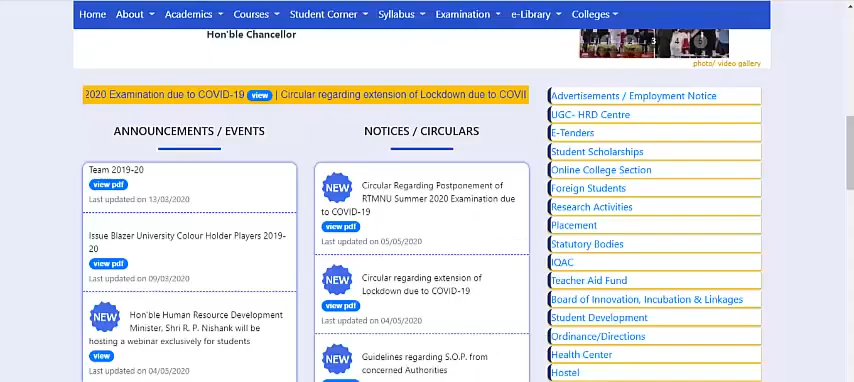 Home About Academics Courses Student Corner Syllabus Examination e-Library Colleges
Hon'ble Chancellor
photo/ video gallery
2020 Examination due to COVID-19 view | Circular regarding extension of Lockdown due to COVI
ANNOUNCEMENTS / EVENTS
Team 2019-20
view pdf
Last updated on 13/03/2020
Issue Blazer University Colour Holder Players 2019-
20
view pdf
Last updated on 09/03/2020
NEW Hon'ble Human Resource Development
Minister, Shri R. P. Nishank will be
hosting a webinar exclusively for students
view
Last updated on 04/05/2020
NOTICES / CIRCULARS
NEW Circular Regarding Postponement of
RTMNU Summer 2020 Examination due
to COVID-19
view pdf
Last updated on 05/05/2020
NEW Circular regarding extension of
Lockdown due to COVID-19
view pdf
Last updated on 04/05/2020
NEW Guidelines regarding S.O.P. from
concerned Authorities
Advertisements / Employment Notice
UGC- HRD Centre
E-Tenders
Student Scholarships
Online College Section
Foreign Students
Research Activities
Placement
Statutory Bodies
IQAC
Teacher Aid Fund
Board of Innovation, Incubation & Linkages
Student Development
Ordinance/Directions
Health Center
Hostel